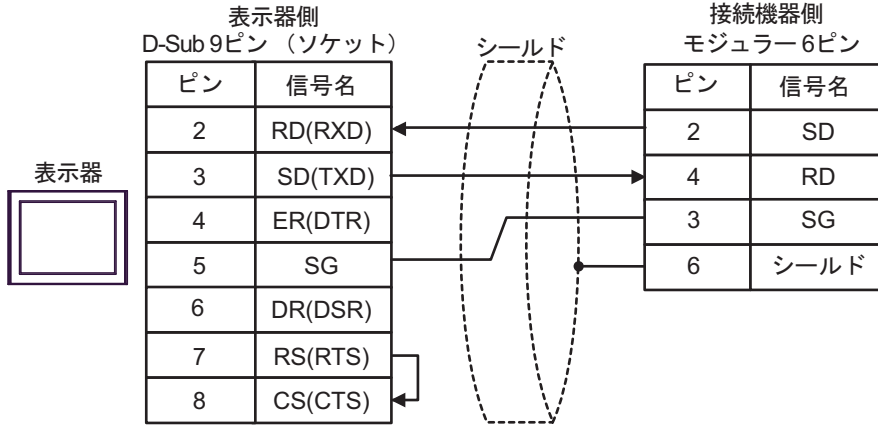 表示器側
D-Sub 9ピン （ソケット）
シールド
接続機器側
モジュラー 6ピン
ピン 信号名
2 RD(RXD)
3 SD(TXD)
4 ER(DTR)
5 SG
6 DR(DSR)
7 RS(RTS)
8 CS(CTS)
表示器
ピン 信号名
2 SD
4 RD
3 SG
6 シールド